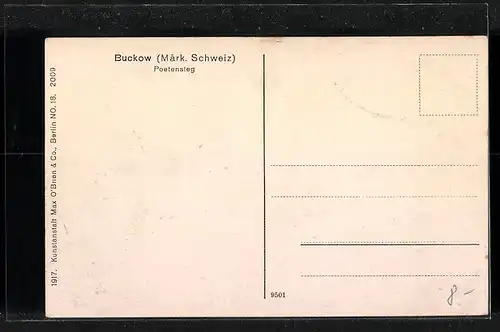 Buckow (Märk. Schweiz)
Poetensteg
1917. Kunstanstalt Max O'Brien & Co., Berlin NO. 18. 2009
9501
8.-